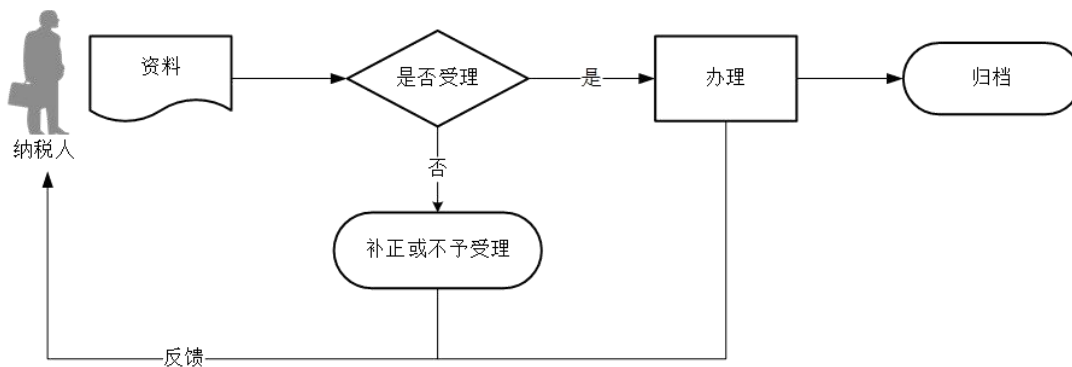 资料
是否受理
是
办理
归档
纳税人
否
补正或不予受理
反馈